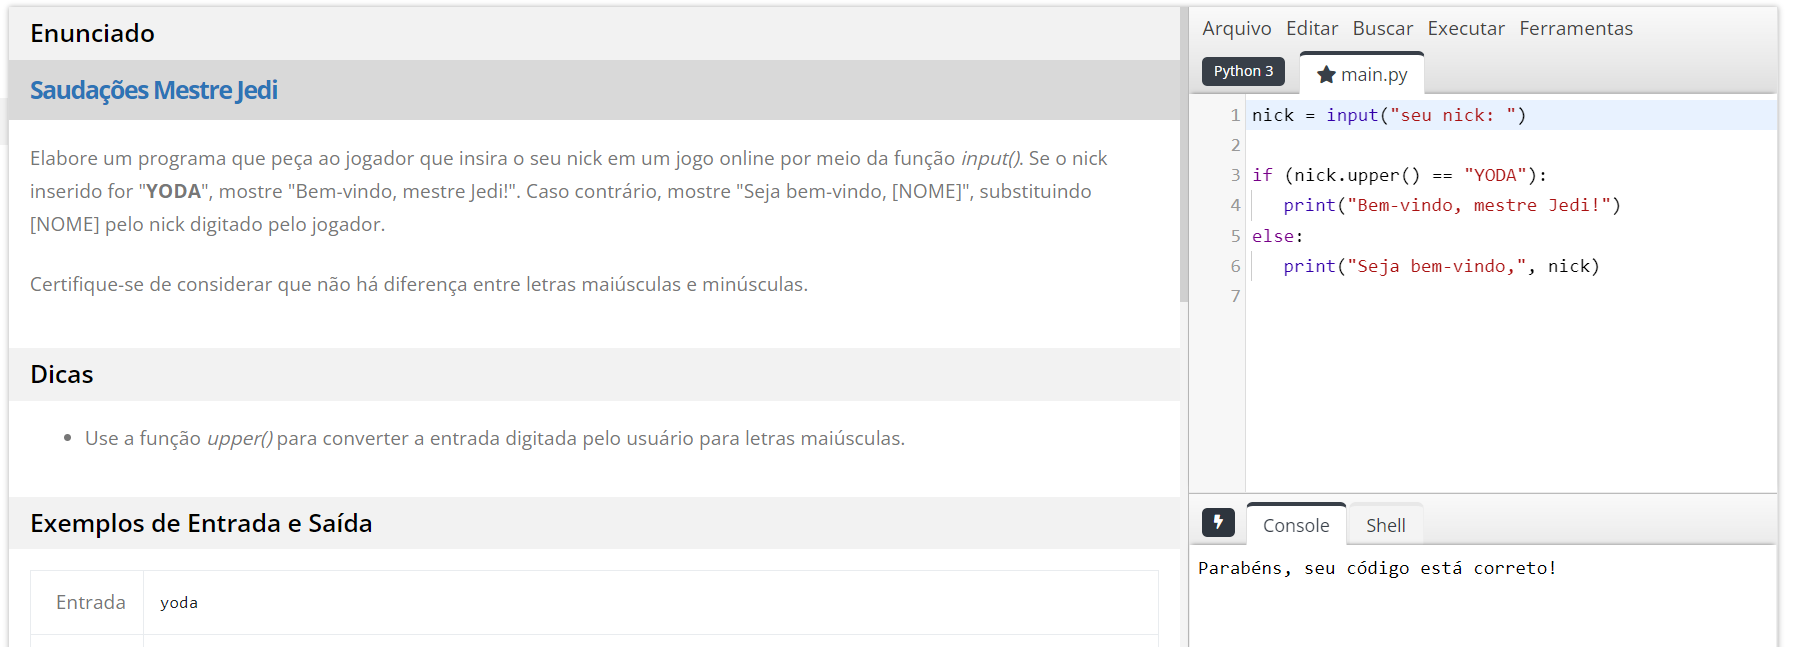 Enunciado
Saudações Mestre Jedi
Elabore um programa que peça ao jogador que insira o seu nick em um jogo online por meio da função input(). Se o nick
inserido for "YODA", mostre "Bem-vindo, mestre Jedi!". Caso contrário, mostre "Seja bem-vindo, [NOME]", substituindo
[NOME] pelo nick digitado pelo jogador.
Certifique-se de considerar que não há diferença entre letras maiúsculas e minúsculas.
Dicas
• Use a função upper() para converter a entrada digitada pelo usuário para letras maiúsculas.
Exemplos de Entrada e Saída
Entrada yoda
Arquivo Editar Buscar Executar Ferramentas
Python 3 main.py
1 nick = input("seu nick: ")
2
3 if (nick.upper() == "YODA"):
4 print("Bem-vindo, mestre Jedi!")
5 else:
6 print("Seja bem-vindo,", nick)
7
Console Shell
Parabéns, seu código está correto!